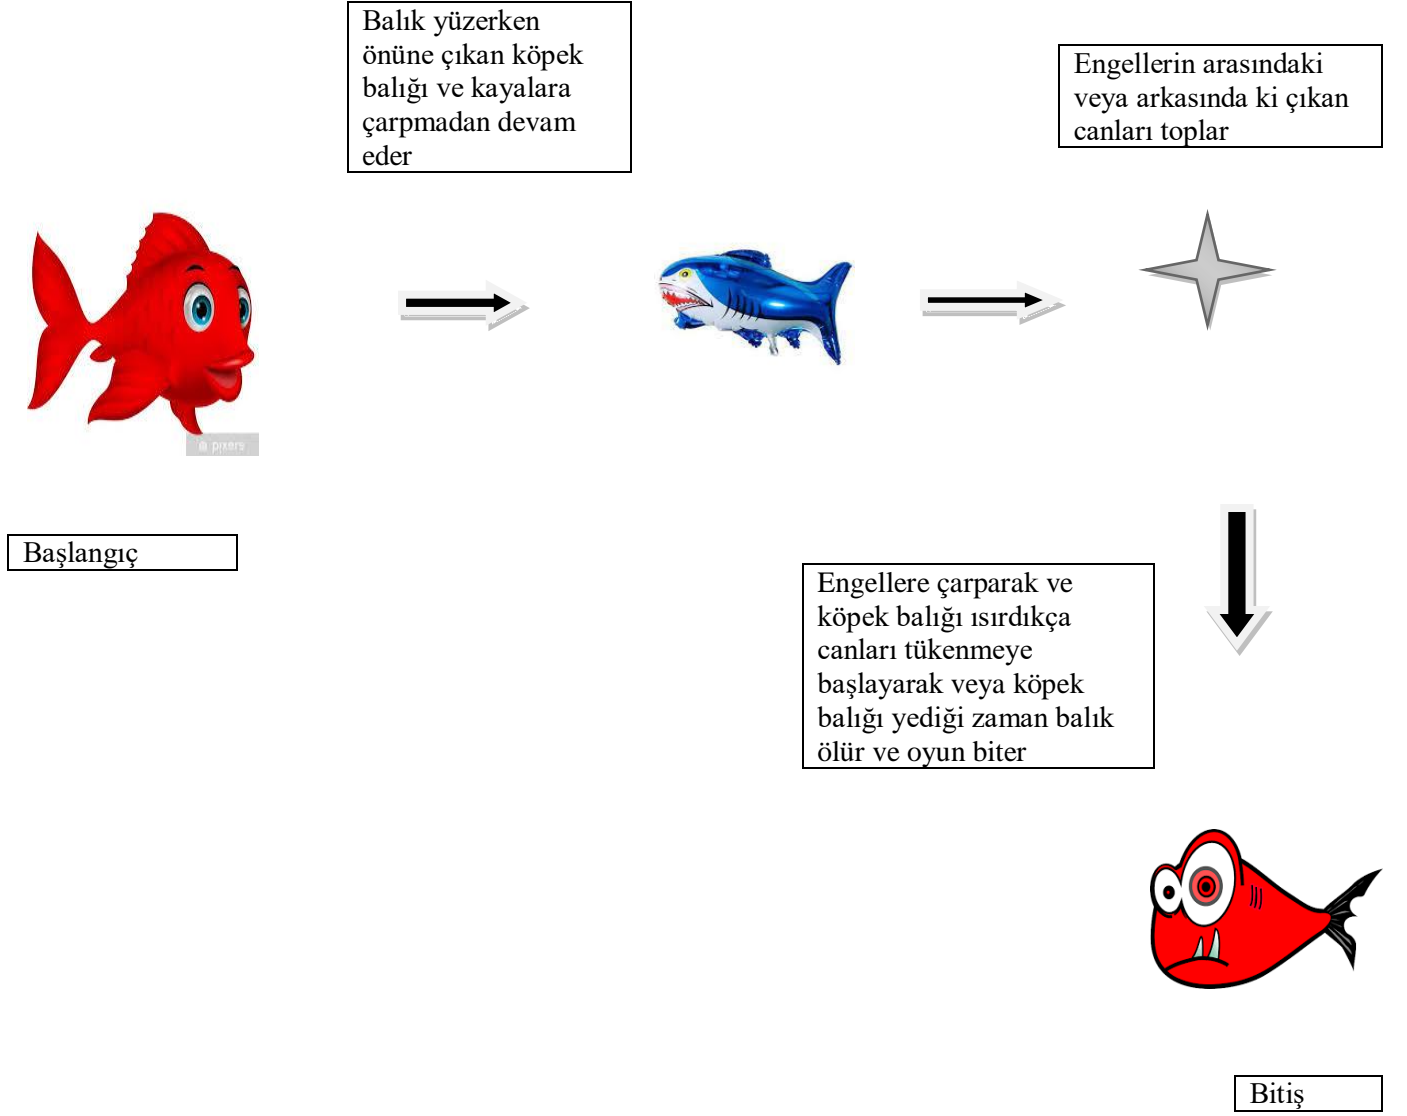 Balık yüzerken
önüne çıkan köpek
balığı ve kayalara
çarpmadan devam
eder
Engellerin arasındaki
veya arkasında ki çıkan
canları toplar
pixers
Başlangıç
Engellere çarparak ve
köpek balığı ısırdıkça
canları tükenmeye
başlayarak veya köpek
balığı yediği zaman balık
ölür ve oyun biter
Bitiş